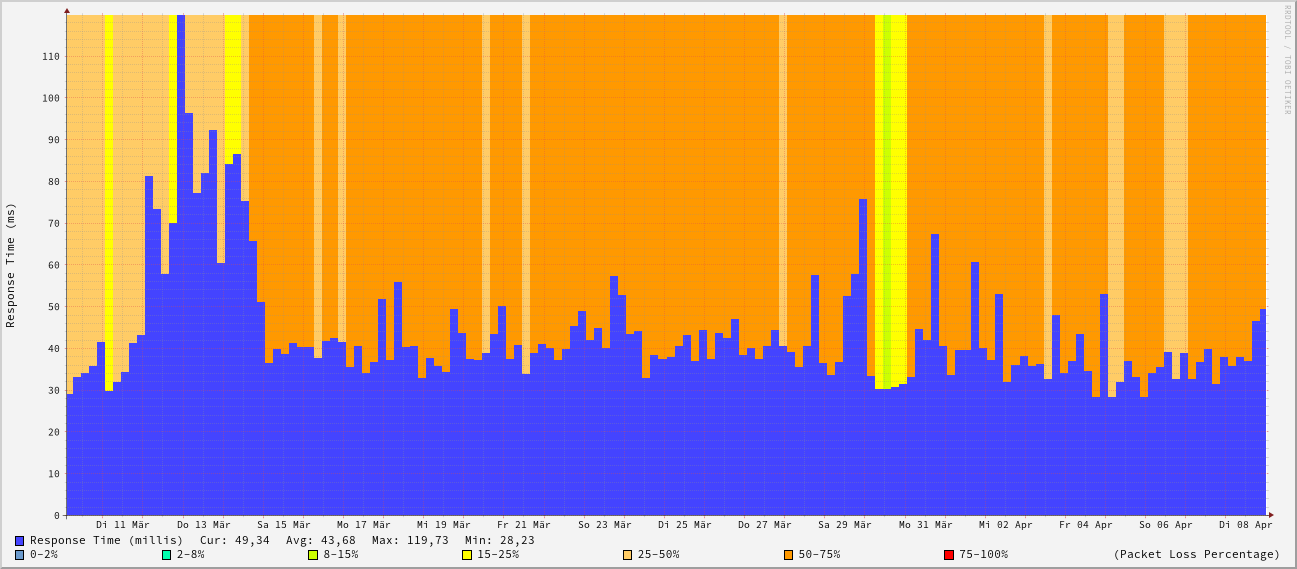 RRDTOOL / TOBI OETIKER
Response Time (ms)
110
100
90
80
70
60
50
40
30
20
10
0
Di 11 Mär Do 13 Mär Sa 15 Mär Mo 17 Mär Mi 19 Mär Fr 21 Mär So 23 Mär Di 25 Mär Do 27 Mär Sa 29 Mär Mo 31 Mär Mi 02 Apr Fr 04 Apr So 06 Apr Di 08 Apr
Response Time (millis) Cur: 49,34 Avg: 43,68 Max: 119,73 Min: 28,23
0-2% 2-8% 8-15% 15-25% 25-50% 50-75% 75-100% (Packet Loss Percentage)